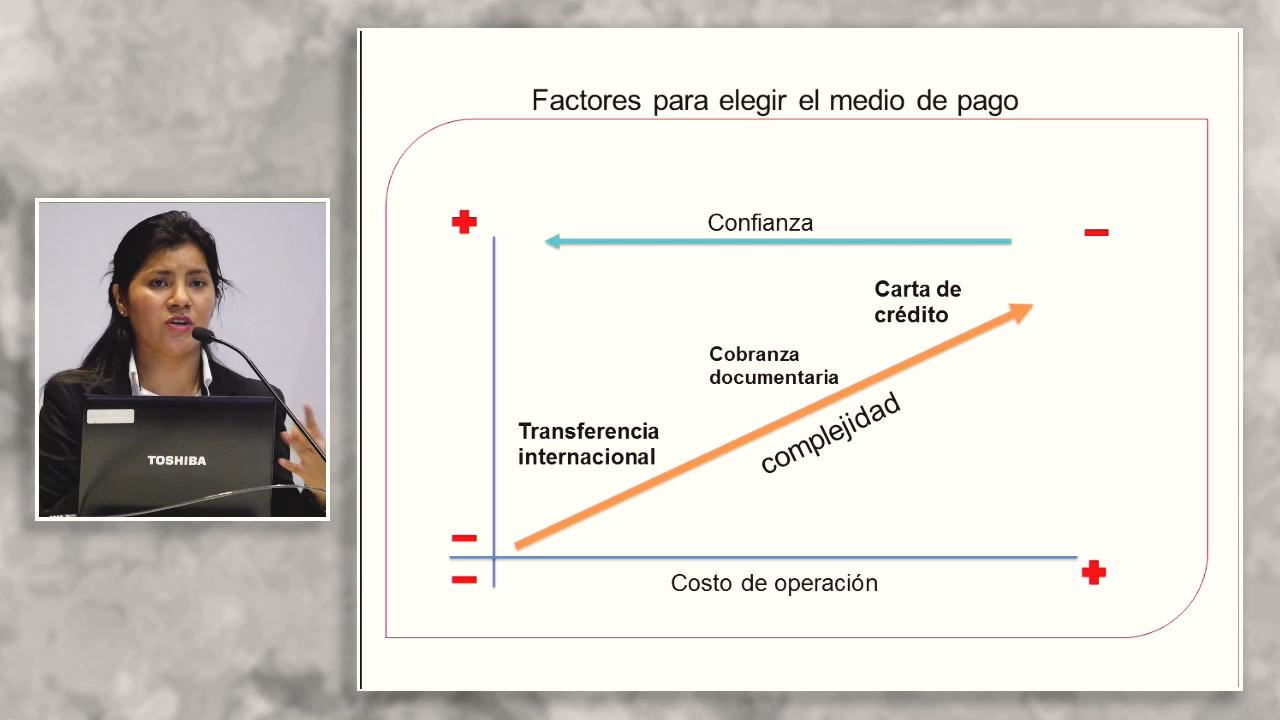 Factores para elegir el medio de pago
Confianza
Carta de
crédito
Cobranza
documentaria
complejidad
Transferencia
internacional
Costo de operación
TOSHIBA